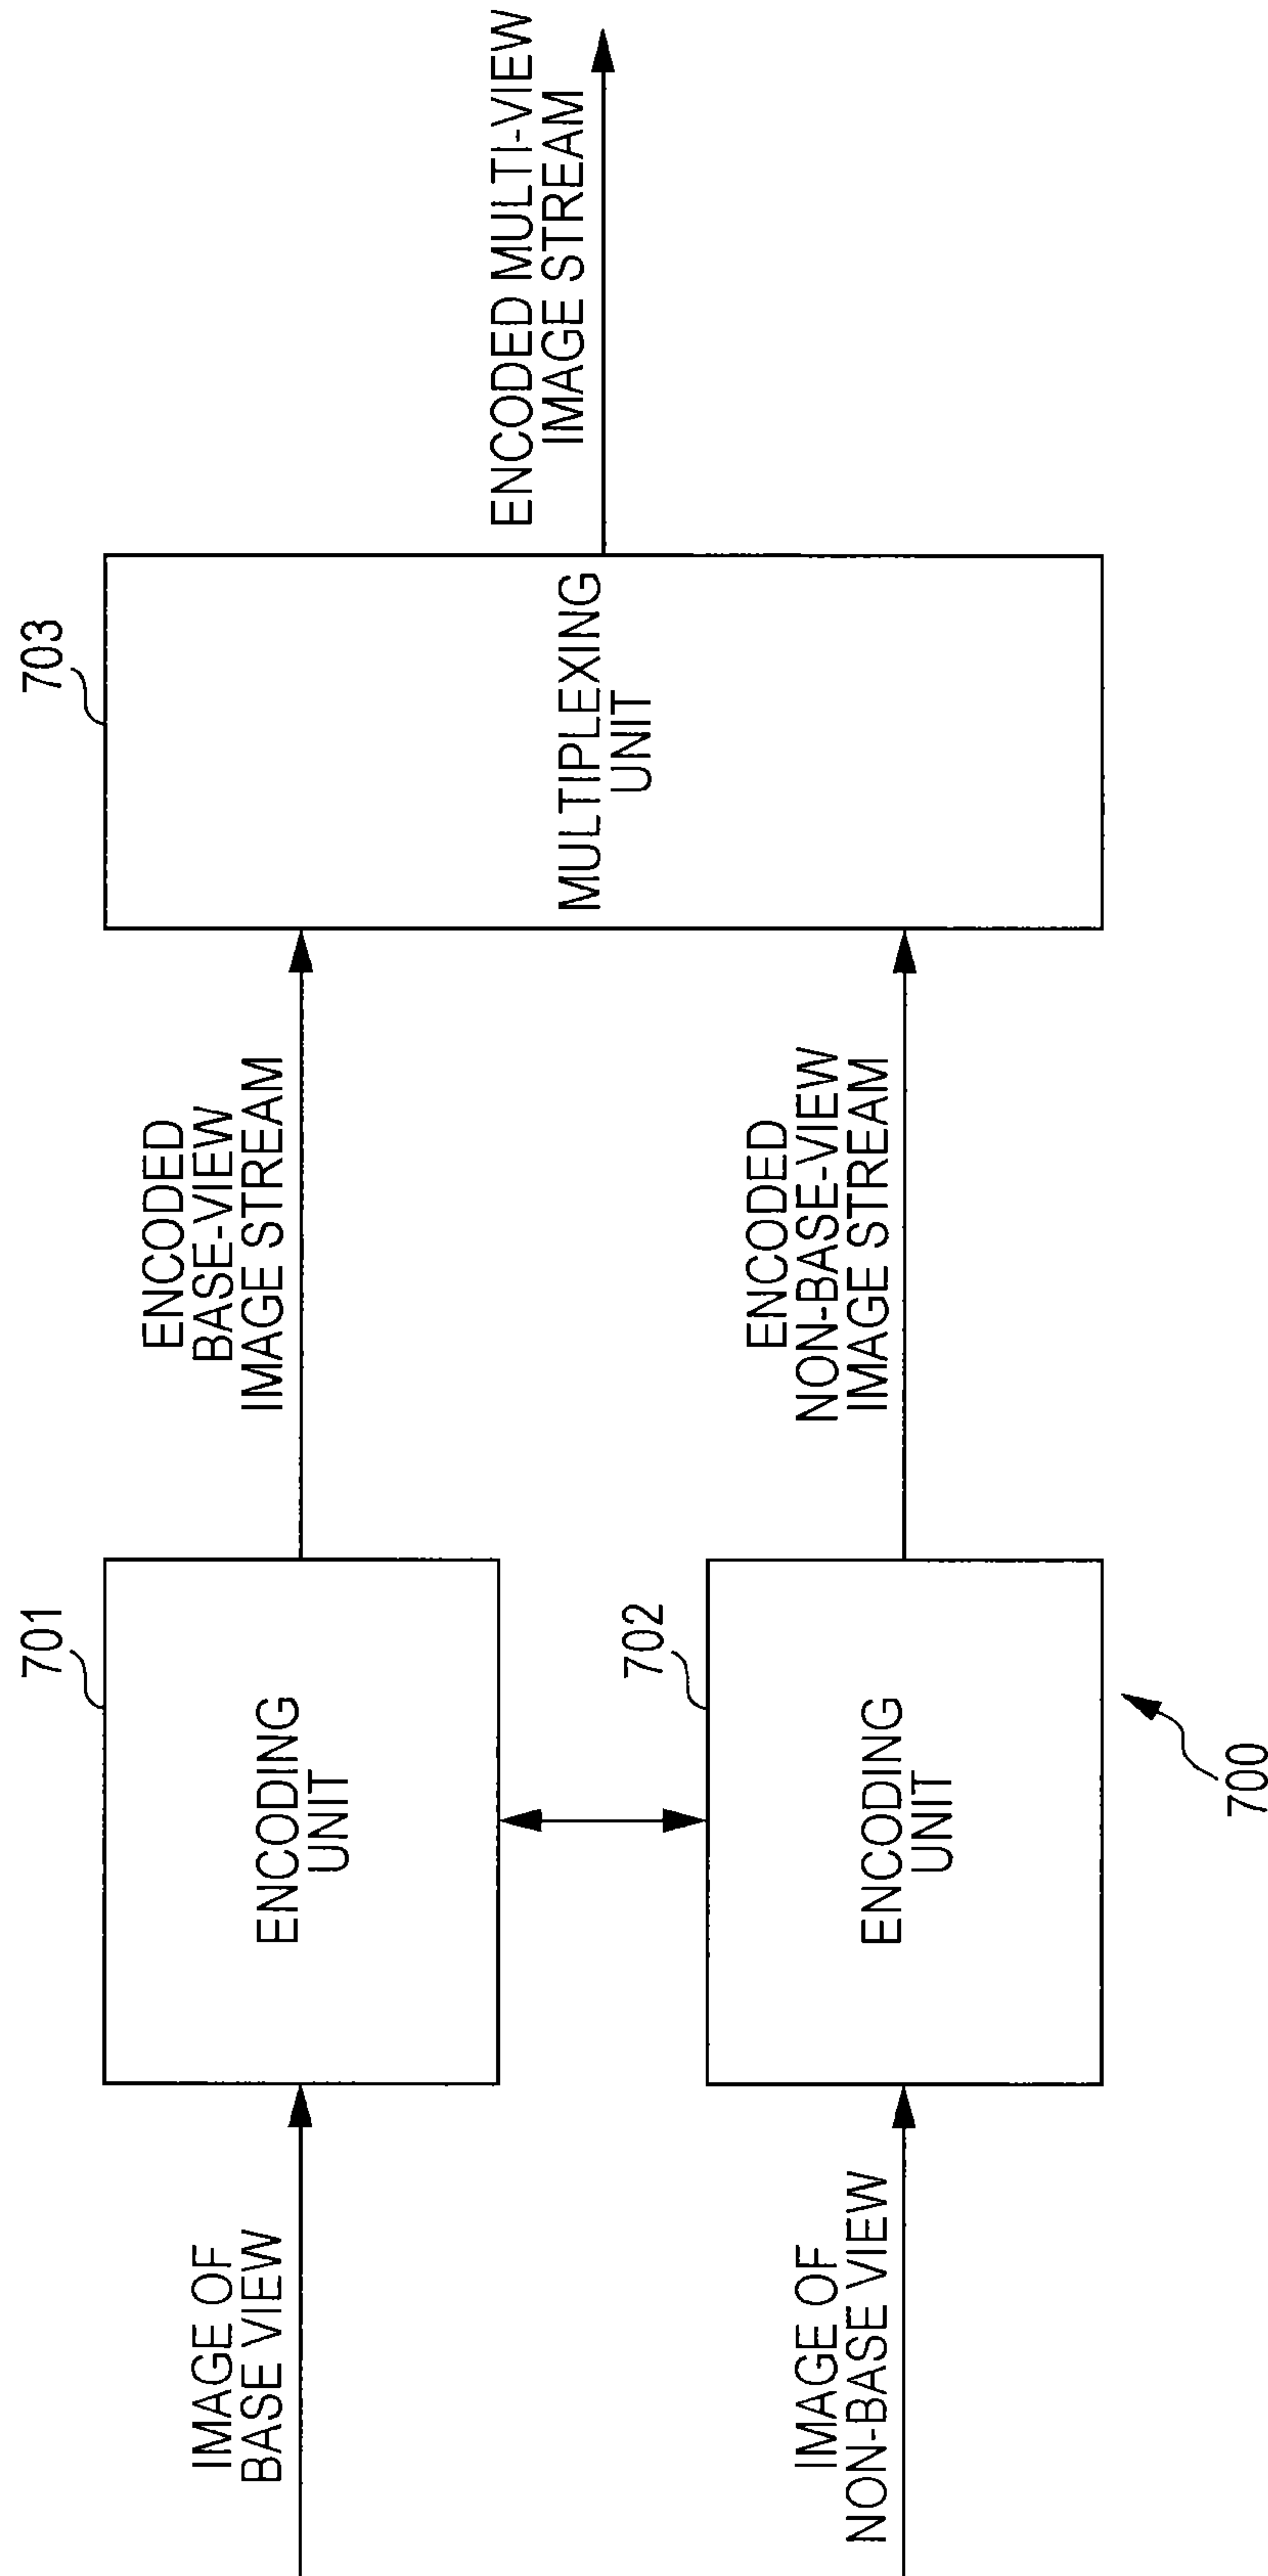 700
IMAGE OF
BASE VIEW
701
ENCODING
UNIT
ENCODED
BASE-VIEW
IMAGE STREAM
703
MULTIPLEXING
UNIT
ENCODED MULTI-VIEW
IMAGE STREAM
IMAGE OF
NON-BASE VIEW
702
ENCODING
UNIT
ENCODED
NON-BASE-VIEW
IMAGE STREAM